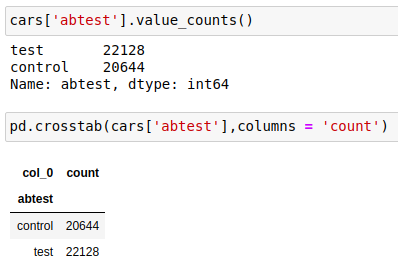 cars['abtest'].value_counts()
test 22128
control 20644
Name: abtest, dtype: int64
pd.crosstab(cars['abtest'],columns = 'count')
col_0 count
abtest
control 20644
test 22128